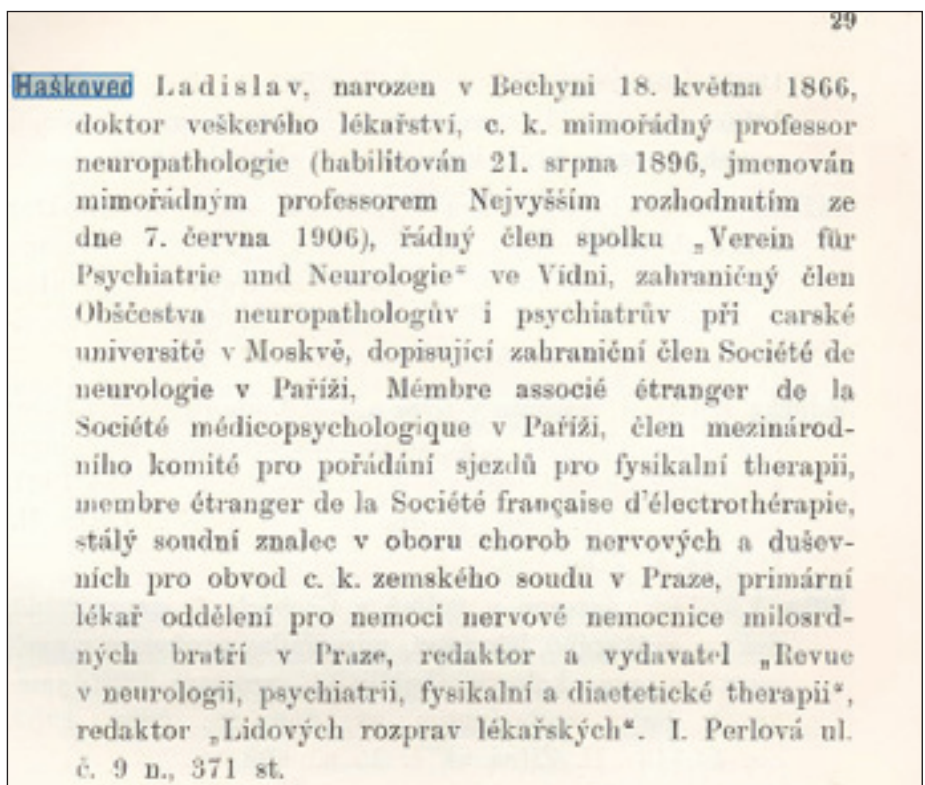 29
Haškovec Ladislav, narozen v Bechyni 18. května 1866,
doktor veškerého lékařství, c. k. mimořádný professor
neuropathologie (habilitován 21. srpna 1896, jmenován
mimořádným professorem Nejvyšším rozhodnutím ze
dne 7. června 1906), řádný člen spolku „Verein für
Psychiatrie und Neurologie“ ve Vídni, zahraničný člen
Obščestva neuropathologův i psychiatrův při carské
universitě v Moskvě, dopisující zahraniční člen Société de
neurologie v Paříži, Mémbre associé étranger de la
Société médicopsychologique v Paříži, člen mezinárod-
ního komité pro pořádání sjezdů pro fysikalní therapii,
membre étranger de la Société française d'électrothérapie,
stálý soudní znalec v oboru chorob nervových a dušev-
ních pro obvod c. k. zemského soudu v Praze, primární
lékař oddělení pro nemoci nervové nemocnice milosrd-
ných bratří v Praze, redaktor a vydavatel „Revue
v neurologii, psychiatrii, fysikalní a diaetetické therapii“,
redaktor „Lidových rozprav lékařských“. I. Perlová ul.
č. 9 n., 371 st.